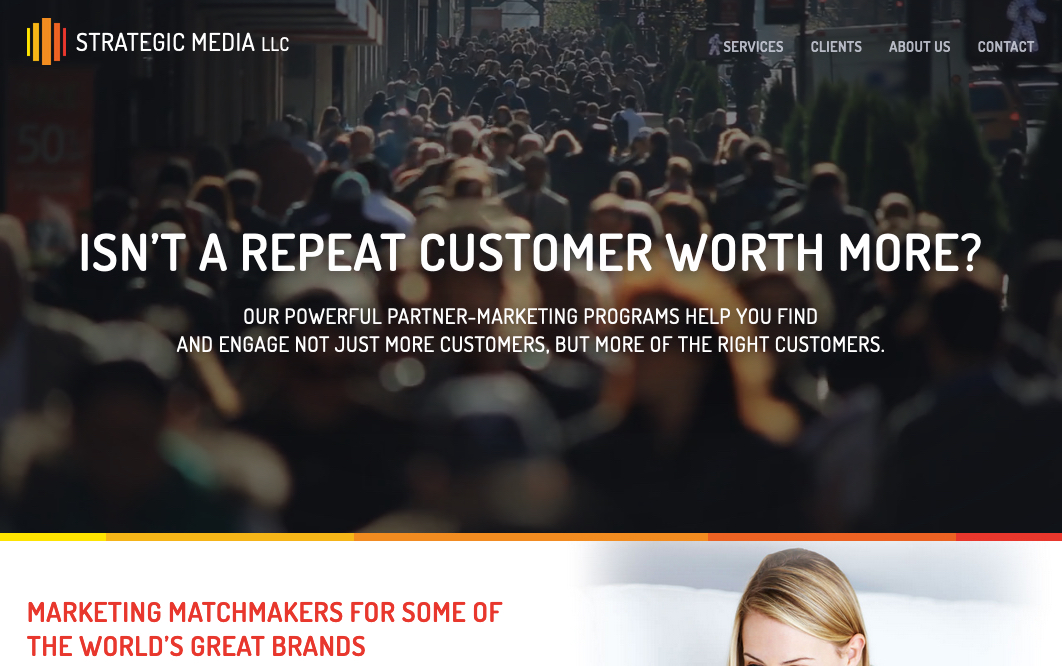 STRATEGIC MEDIA LLC
SERVICES CLIENTS ABOUT US CONTACT
50
ISN'T A REPEAT CUSTOMER WORTH MORE?
OUR POWERFUL PARTNER-MARKETING PROGRAMS HELP YOU FIND
AND ENGAGE NOT JUST MORE CUSTOMERS, BUT MORE OF THE RIGHT CUSTOMERS.
MARKETING MATCHMAKERS FOR SOME OF
THE WORLD'S GREAT BRANDS